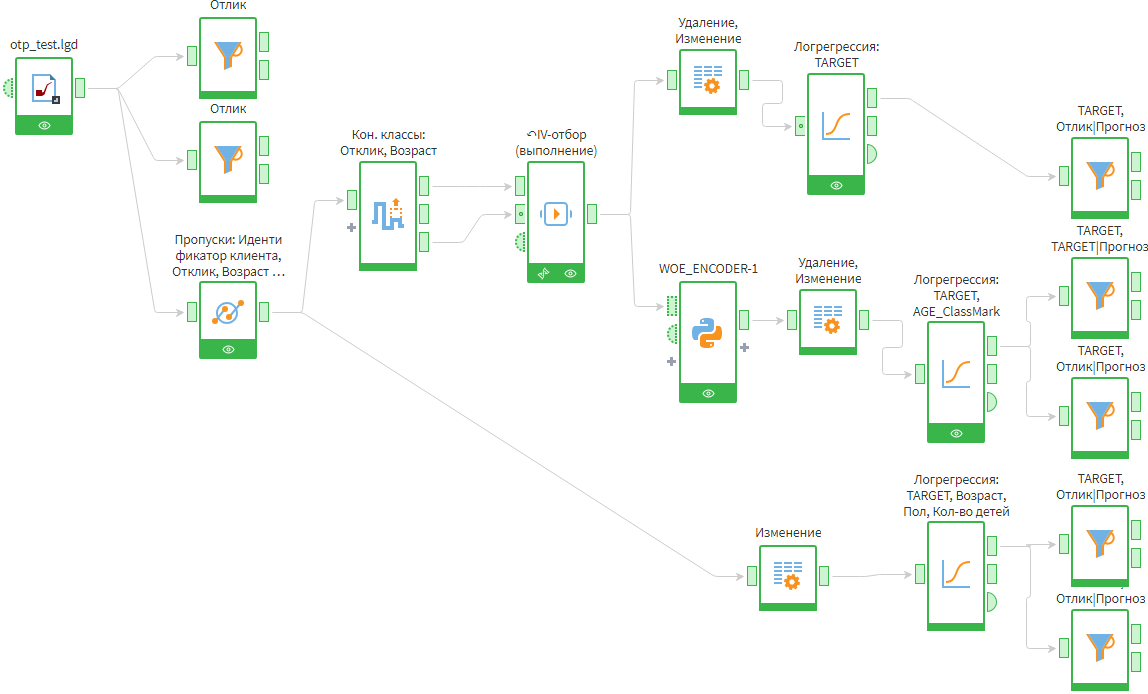 Отлик
otp_test.lgd
Отлик
Пропуски: Иденти
фикатор клиента,
Отклик, Возраст ...
Кон. классы:
Отклик, Возраст
↶IV-отбор
(выполнение)
Удаление,
Изменение
Логрегрессия:
TARGET
TARGET,
Отлик|Прогноз
WOE_ENCODER-1
Удаление,
Изменение
Логрегрессия:
TARGET,
AGE_ClassMark
TARGET,
TARGET|Прогноз
TARGET,
Отлик|Прогноз
Изменение
Логрегрессия:
TARGET, Возраст,
Пол, Кол-во детей
TARGET,
Отлик|Прогноз
Отлик|Прогноз